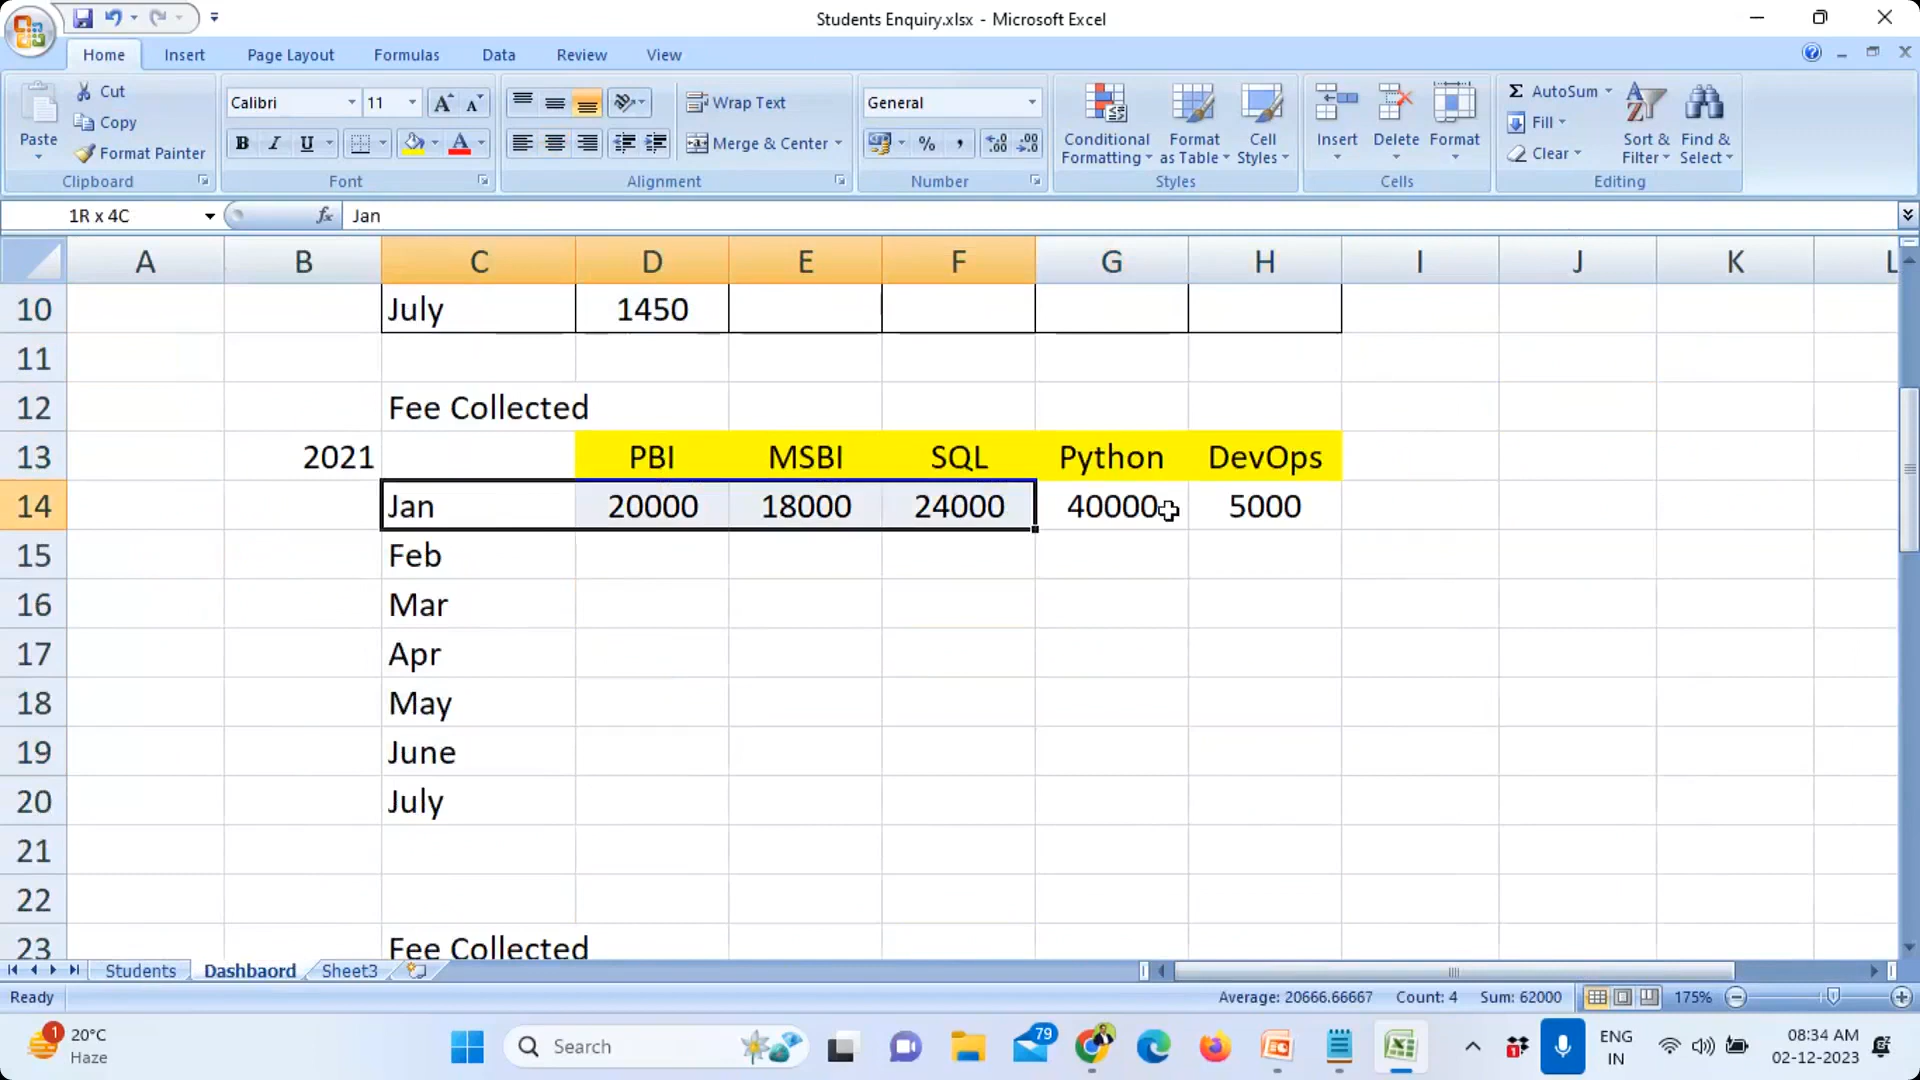 Students Enquiry.xlsx - Microsoft Excel
Home Insert Page Layout Formulas Data Review View
Paste Cut Copy Format Painter Clipboard
Calibri 11 Font
Wrap Text Merge & Center Alignment
General % , Number
Conditional Formatting Format as Table Cell Styles Styles
Insert Delete Format Cells
Σ AutoSum Fill Clear Sort & Filter Find & Select Editing
1R x 4C fx Jan
A B C D E F G H I J K L
10 July 1450
11
12 Fee Collected
13 2021 PBI MSBI SQL Python DevOps
14 Jan 20000 18000 24000 40000 5000
15 Feb
16 Mar
17 Apr
18 May
19 June
20 July
21
22
23 Fee Collected
Students Dashbaord Sheet3
Ready Average: 20666.66667 Count: 4 Sum: 62000 175%
1 20°C Haze Search 79 1 ENG IN 08:34 AM 02-12-2023